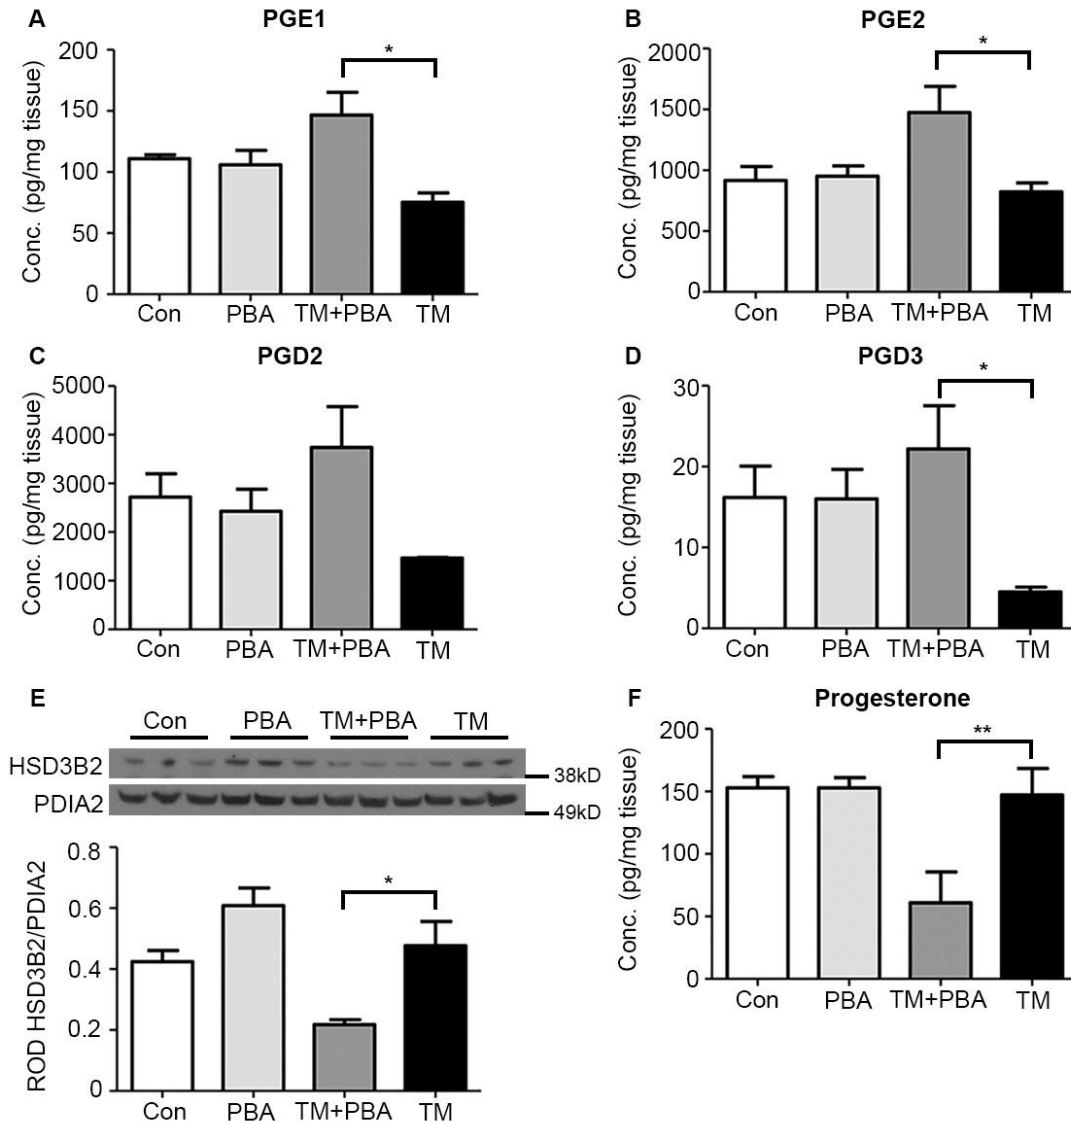 A
PGE1
*
Conc. (pg/mg tissue)
200
150
100
50
0
Con PBA TM+PBA TM
B
PGE2
*
Conc. (pg/mg tissue)
2000
1500
1000
500
0
Con PBA TM+PBA TM
C
PGD2
Conc. (pg/mg tissue)
5000
4000
3000
2000
1000
0
Con PBA TM+PBA TM
D
PGD3
*
Conc. (pg/mg tissue)
30
20
10
0
Con PBA TM+PBA TM
E
Con PBA TM+PBA TM
HSD3B2
38kD
PDIA2
49kD
*
ROD HSD3B2/PDIA2
0.8
0.6
0.4
0.2
0
Con PBA TM+PBA TM
F
Progesterone
**
Conc. (pg/mg tissue)
200
150
100
50
0
Con PBA TM+PBA TM